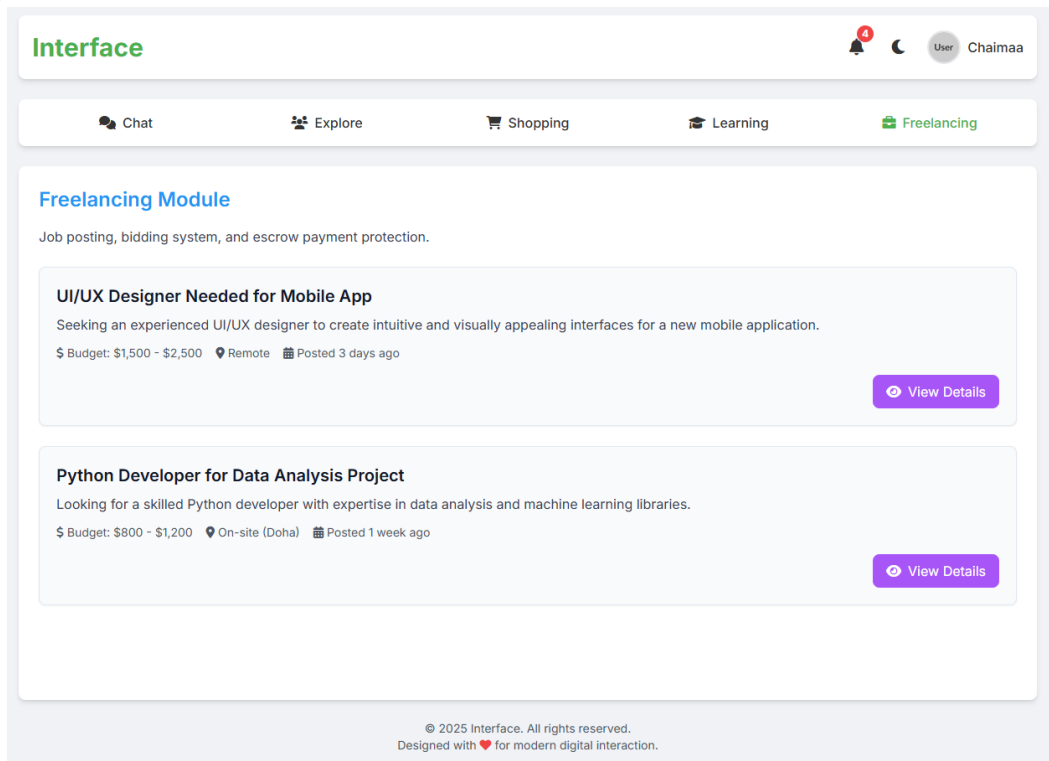 Interface
4
User
Chaimaa
Chat
Explore
Shopping
Learning
Freelancing
Freelancing Module
Job posting, bidding system, and escrow payment protection.
UI/UX Designer Needed for Mobile App
Seeking an experienced UI/UX designer to create intuitive and visually appealing interfaces for a new mobile application.
$ Budget: $1,500 - $2,500 Remote Posted 3 days ago
View Details
Python Developer for Data Analysis Project
Looking for a skilled Python developer with expertise in data analysis and machine learning libraries.
$ Budget: $800 - $1,200 On-site (Doha) Posted 1 week ago
View Details
© 2025 Interface. All rights reserved.
Designed with ❤ for modern digital interaction.